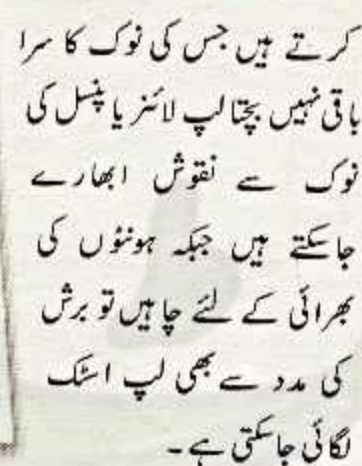 کرتے ہیں جس کی نوک کا سرا
باقی نہیں بچتا لپ لائنر یا پنسل کی
نوک سے نقوش ابھارے
جاسکتے ہیں جبکہ ہونٹوں کی
بھرائی کے لئے چاہیں تو برش
کی مدد سے بھی لپ اسٹک
لگائی جاسکتی ہے۔